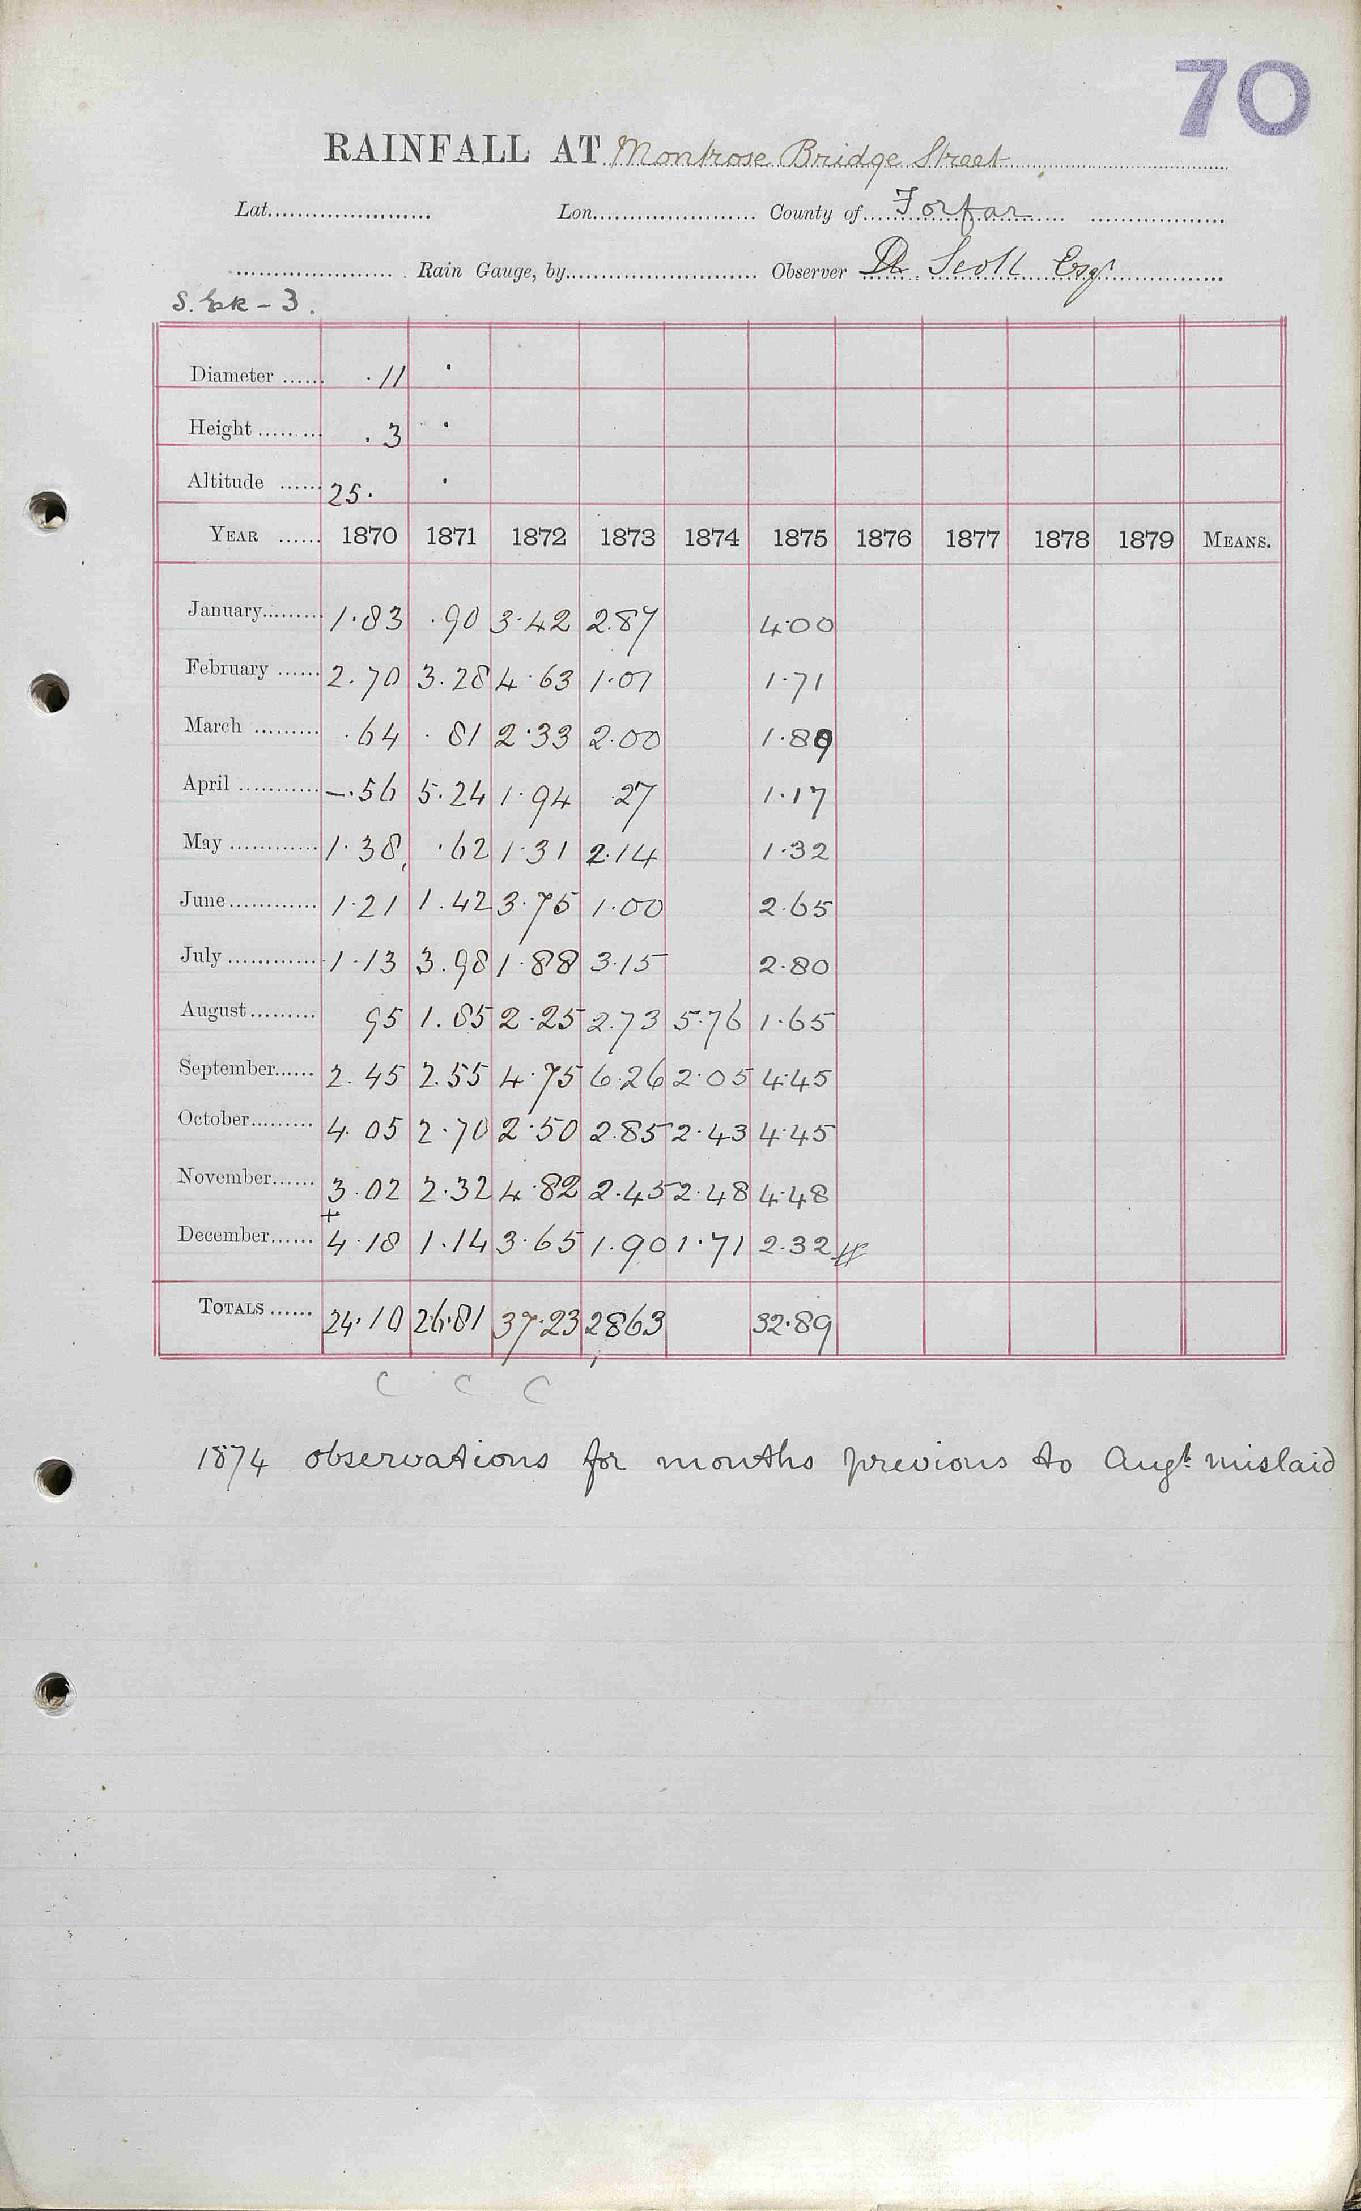 70
RAINFALL AT Montrose Bridge Street
Lat. Lon. County of Forfar
Rain Gauge, by Observer Dr Scott Esqr
S. Esk - 3.
Diameter .11
Height .3
Altitude 25.
YEAR 1870 1871 1872 1873 1874 1875 1876 1877 1878 1879 MEANS.
January 1.83 .90 3.42 2.87 4.00
February 2.70 3.28 4.63 1.01 1.71
March .64 .81 2.33 2.00 1.89
April —.56 5.24 1.94 .27 1.17
May 1.38 .62 1.31 2.14 1.32
June 1.21 1.42 3.75 1.00 2.65
July 1.13 3.98 1.88 3.15 2.80
August 95 1.85 2.25 2.73 5.76 1.65
September 2.45 2.55 4.75 6.26 2.05 4.45
October 4.05 2.70 2.50 2.85 2.43 4.45
November 3.02 2.32 4.82 2.45 2.48 4.48
December 4.18 1.14 3.65 1.90 1.71 2.32
TOTALS 24.10 26.81 37.23 2863 32.89
C C C
1874 observations for months previous to Augt mislaid